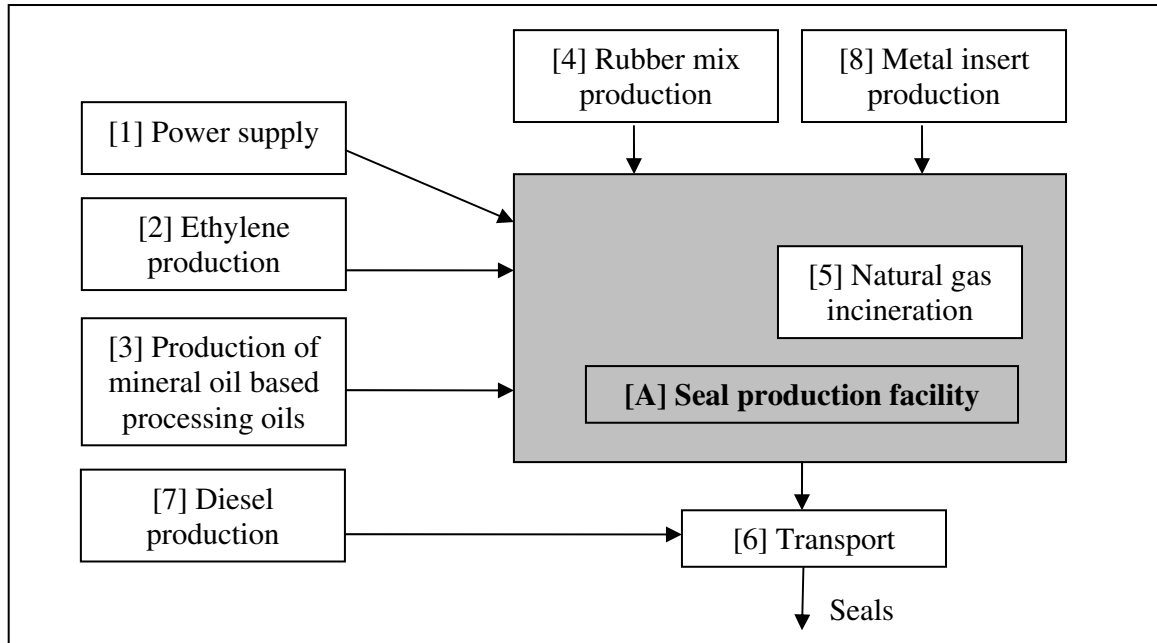 [4] Rubber mix
production
[8] Metal insert
production
[1] Power supply
[2] Ethylene
production
[5] Natural gas
incineration
[3] Production of
mineral oil based
processing oils
[A] Seal production facility
[7] Diesel
production
[6] Transport
Seals